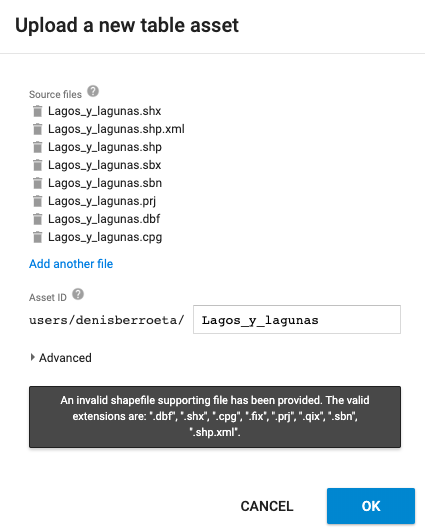 Upload a new table asset
Source files ?
Lagos_y_lagunas.shx
Lagos_y_lagunas.shp.xml
Lagos_y_lagunas.shp
Lagos_y_lagunas.sbx
Lagos_y_lagunas.sbn
Lagos_y_lagunas.prj
Lagos_y_lagunas.dbf
Lagos_y_lagunas.cpg
Add another file
Asset ID ?
users/denisberroeta/ Lagos_y_lagunas
Advanced
An invalid shapefile supporting file has been provided. The valid
extensions are: ".dbf", ".shx", ".cpg", ".fix", ".prj", ".qix", ".sbn",
".shp.xml".
CANCEL OK